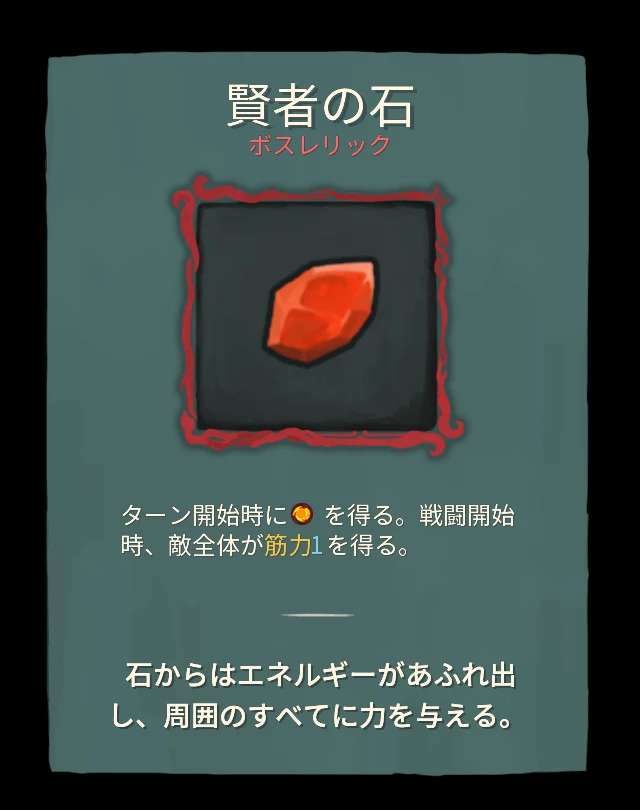 賢者の石
ボスレリック
ターン開始時に を得る。戦闘開始
時、敵全体が筋力1を得る。
石からはエネルギーがあふれ出
し、周囲のすべてに力を与える。